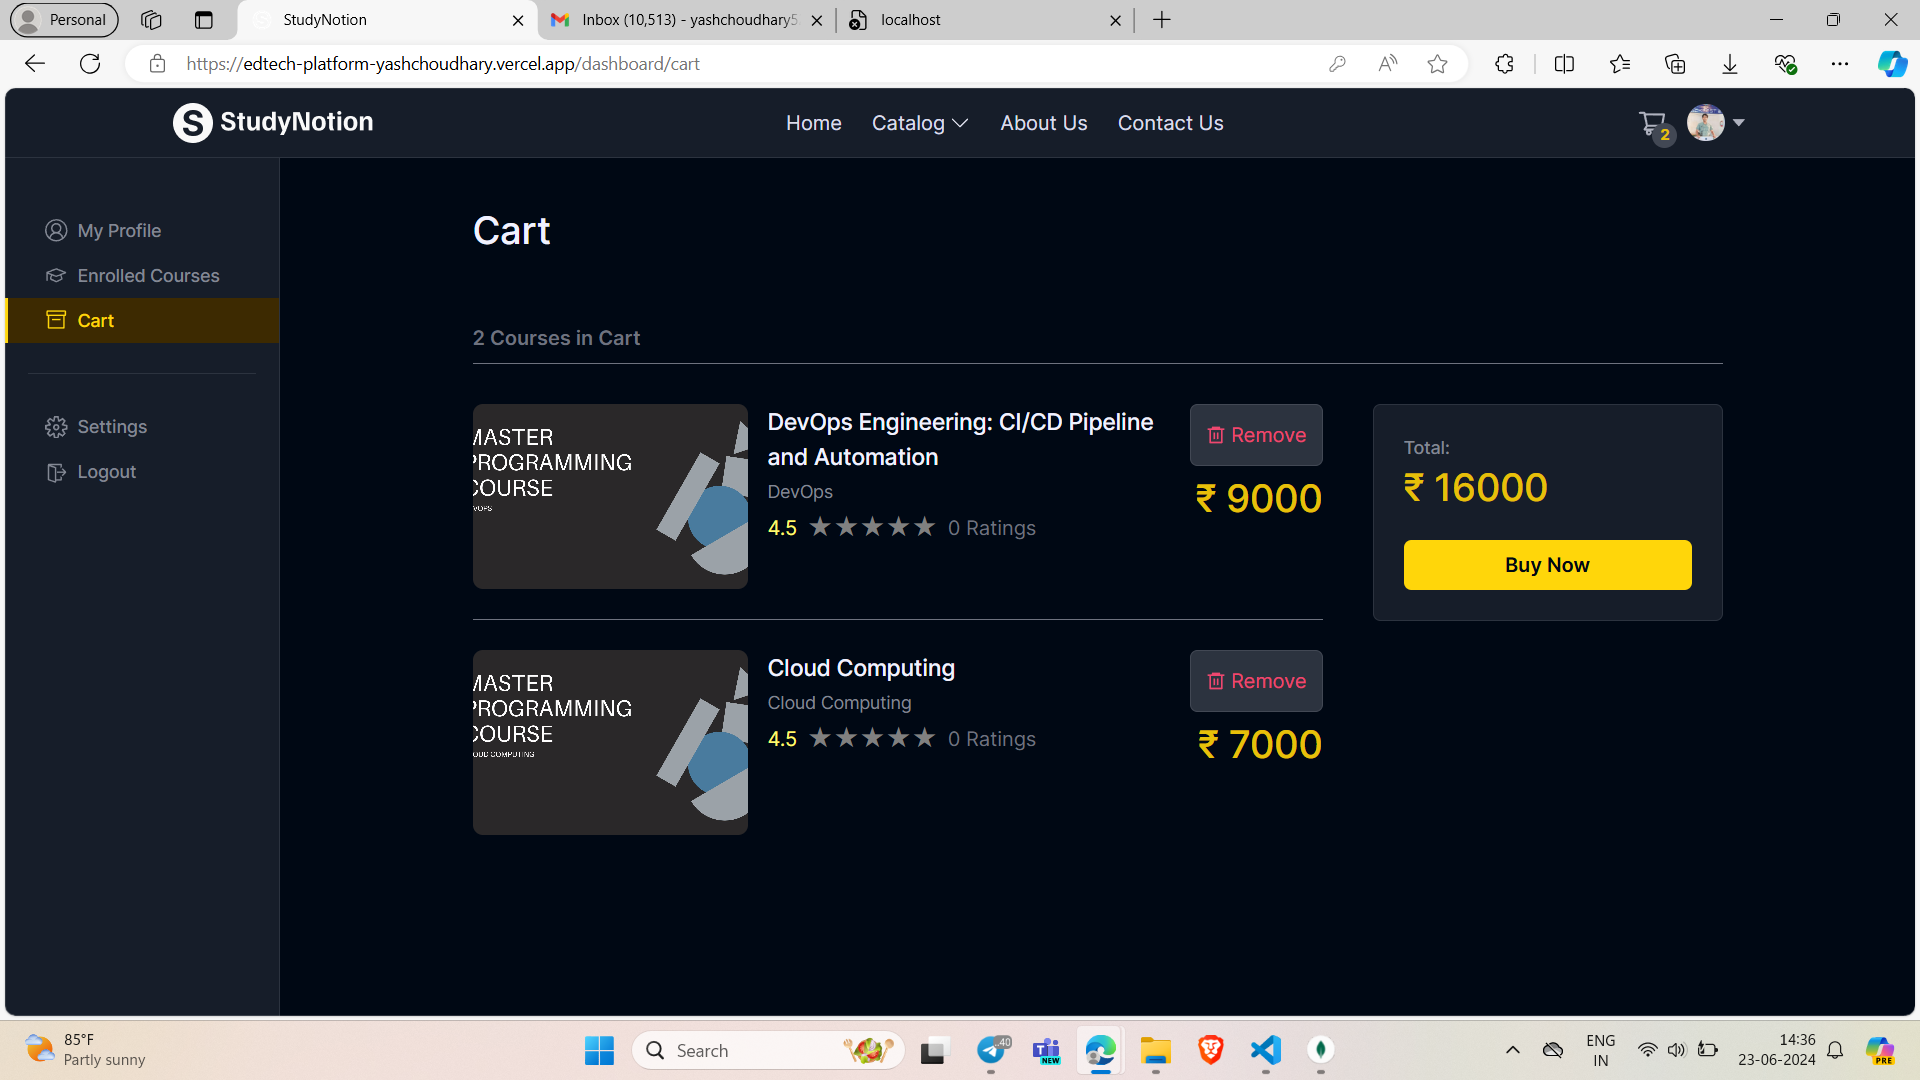 Personal
StudyNotion
Inbox (10,513) - yashchoudhary5
localhost
https://edtech-platform-yashchoudhary.vercel.app/dashboard/cart
StudyNotion
Home
Catalog
About Us
Contact Us
2
My Profile
Enrolled Courses
Cart
Settings
Logout
Cart
2 Courses in Cart
MASTER
PROGRAMMING
COURSE
DevOps Engineering: CI/CD Pipeline
and Automation
DevOps
4.5 ★★★★★ 0 Ratings
Remove
₹ 9000
Total:
₹ 16000
Buy Now
MASTER
PROGRAMMING
COURSE
OUD COMPUTING
Cloud Computing
Cloud Computing
4.5 ★★★★★ 0 Ratings
Remove
₹ 7000
85°F
Partly sunny
Search
40
NEW
ENG
IN
14:36
23-06-2024
PRE